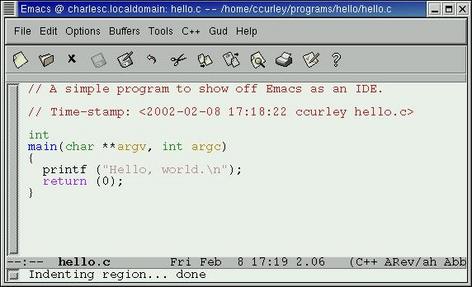 Emacs @ charlesc.localdomain: hello.c -- /home/ccurley/programs/hello/hello.c
File Edit Options Buffers Tools C++ Gud Help
// A simple program to show off Emacs as an IDE.
// Time-stamp: <2002-02-08 17:18:22 ccurley hello.c>
int
main(char **argv, int argc)
{
  printf ("Hello, world.\n");
  return (0);
}
--:-- hello.c Fri Feb 8 17:19 2.06 (C++ ARev/ah Abb
Indenting region... done